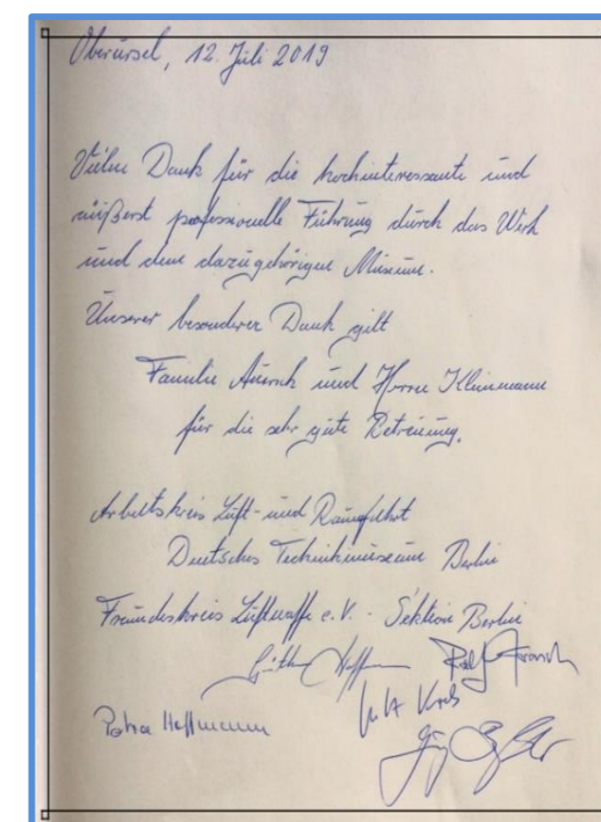 Oberursel, 12. Juli 2019
Vielen Dank für die hochinteressante und
äußerst professionelle Führung durch das Werk
und dem dazugehörigen Museum.
Unserer besonderer Dank gilt
Familie und Herrn Kleinmann
für die sehr gute Betreuung.
Arbeitskreis Luft- und Raumfahrt
Deutsches Technikmuseum Berlin
Freundeskreis Luftwaffe e.V. - Sektion Berlin
Petra Hoffmann